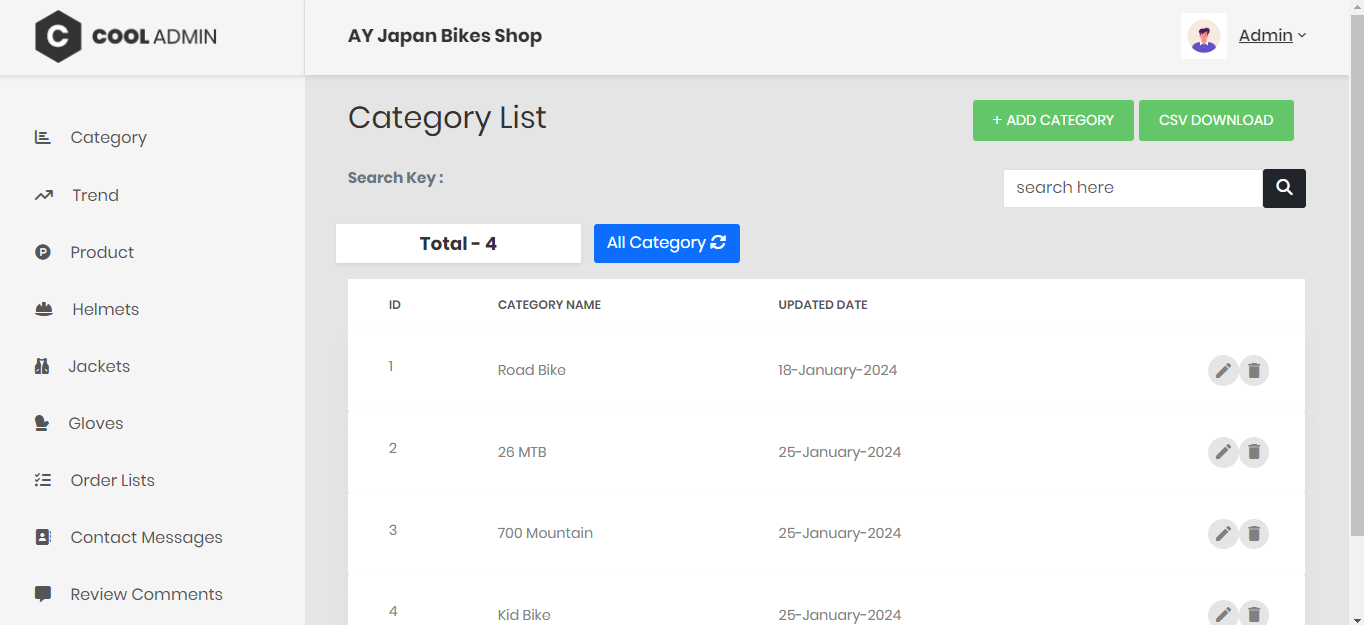 C COOL ADMIN
AY Japan Bikes Shop
Admin
Category
Trend
Product
Helmets
Jackets
Gloves
Order Lists
Contact Messages
Review Comments
Category List
+ ADD CATEGORY
CSV DOWNLOAD
Search Key :
search here
Total - 4
All Category
ID CATEGORY NAME UPDATED DATE
1 Road Bike 18-January-2024
2 26 MTB 25-January-2024
3 700 Mountain 25-January-2024
4 Kid Bike 25-January-2024